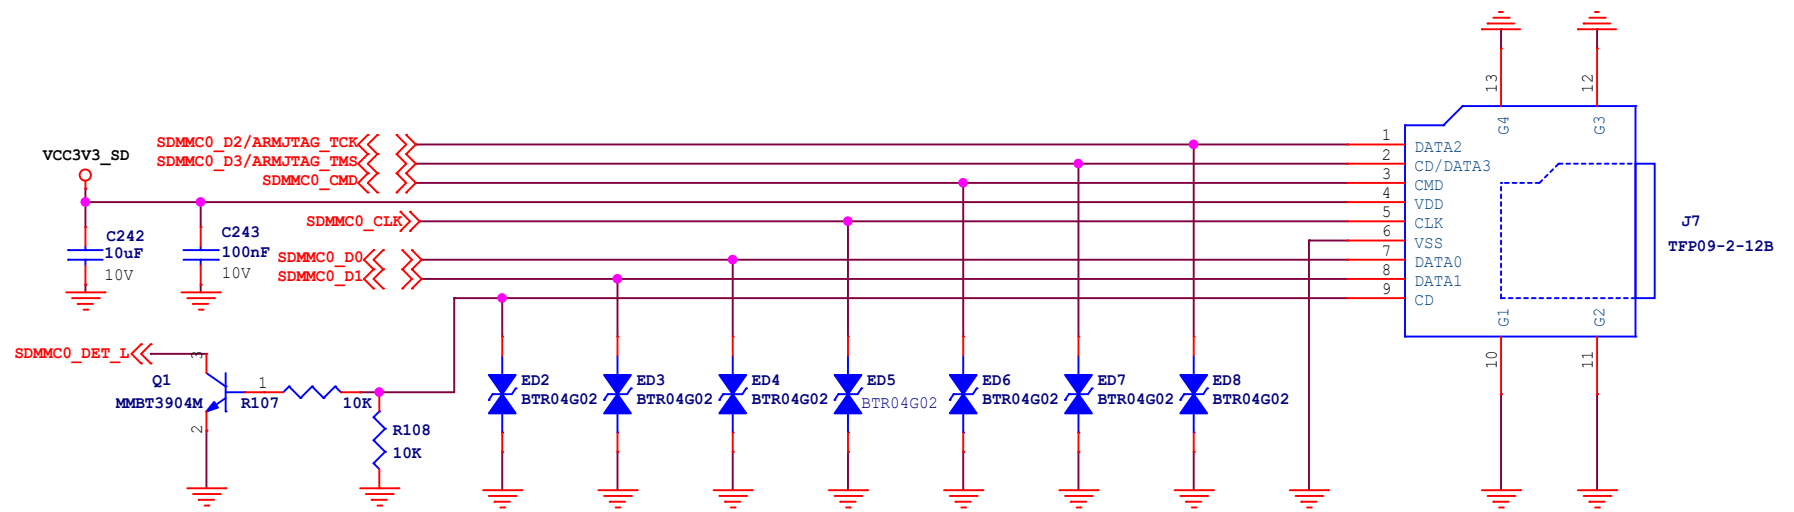 13
12
G4
G3
SDMMC0_D2/ARMJTAG_TCK
1
DATA2
VCC3V3_SD
SDMMC0_D3/ARMJTAG_TMS
2
CD/DATA3
SDMMC0_CMD
3
CMD
4
VDD
SDMMC0_CLK
5
CLK
J7
TFP09-2-12B
C242
10uF
10V
C243
100nF
10V
6
VSS
SDMMC0_D0
7
DATA0
SDMMC0_D1
8
DATA1
9
CD
G1
G2
10
11
SDMMC0_DET_L
3
Q1
MMBT3904M
1
R107
10K
2
R108
10K
ED2
BTR04G02
ED3
BTR04G02
ED4
BTR04G02
ED5
BTR04G02
ED6
BTR04G02
ED7
BTR04G02
ED8
BTR04G02